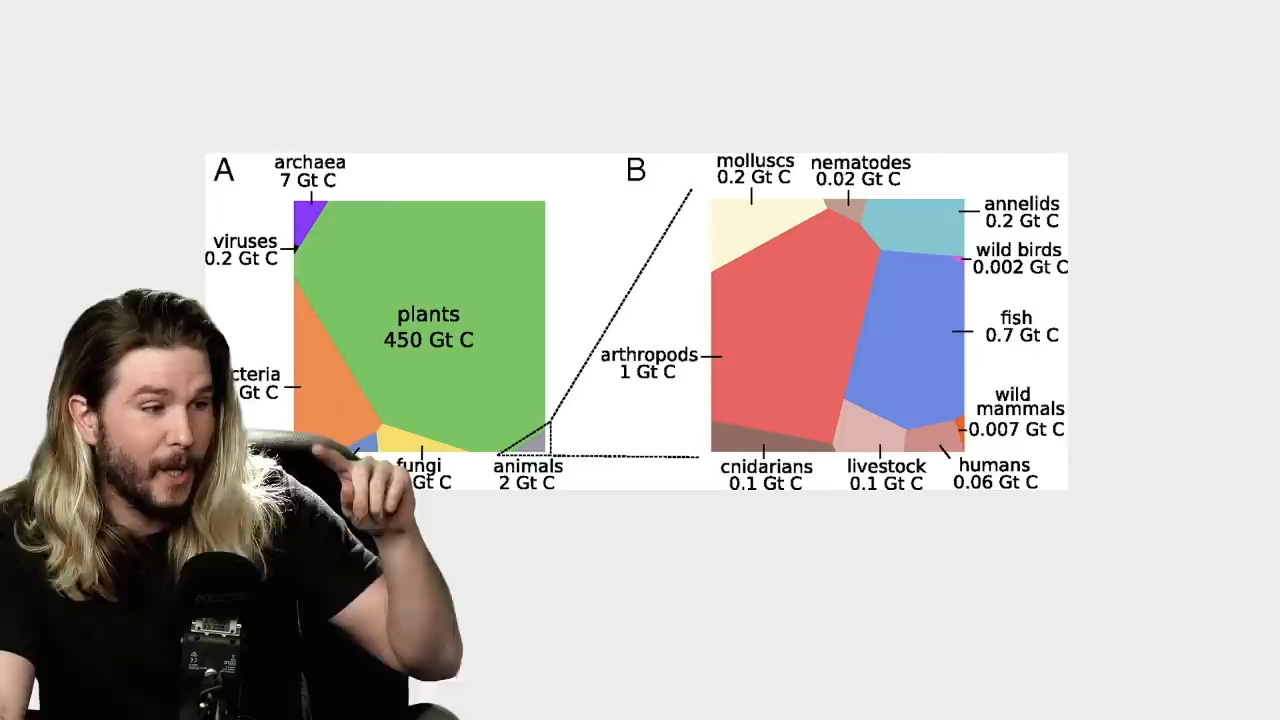 A
archaea
7 Gt C
viruses
0.2 Gt C
plants
450 Gt C
cteria
Gt C
fungi
Gt C
animals
2 Gt C
B
molluscs
0.2 Gt C
nematodes
0.02 Gt C
annelids
0.2 Gt C
wild birds
0.002 Gt C
fish
0.7 Gt C
arthropods
1 Gt C
wild
mammals
0.007 Gt C
cnidarians
0.1 Gt C
livestock
0.1 Gt C
humans
0.06 Gt C